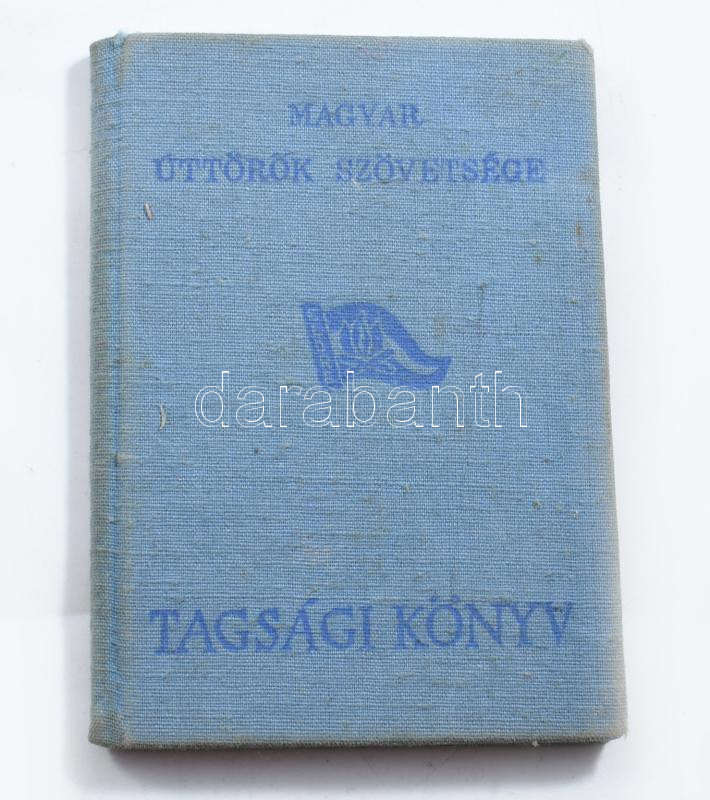 MAGYAR
ÚTTÖRŐK SZÖVETSÉGE
darabanth
TAGSÁGI KÖNYV